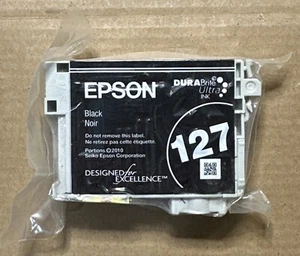 EPSON
DURABrite
Ultra
INK
Black
Noir
Do not remove this label.
Ne retirez pas cette étiquette.
Portions ©2010
Seiko Epson Corporation
127
DESIGNED for
EXCELLENCE™